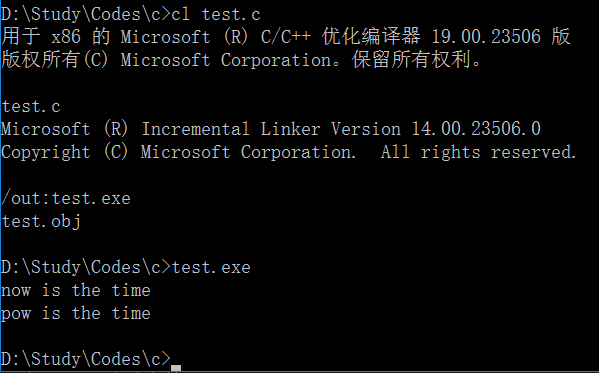 D:\Study\Codes\c>cl test.c
用于 x86 的 Microsoft (R) C/C++ 优化编译器 19.00.23506 版
版权所有(C) Microsoft Corporation。保留所有权利。
test.c
Microsoft (R) Incremental Linker Version 14.00.23506.0
Copyright (C) Microsoft Corporation.  All rights reserved.
/out:test.exe
test.obj
D:\Study\Codes\c>test.exe
now is the time
pow is the time
D:\Study\Codes\c>